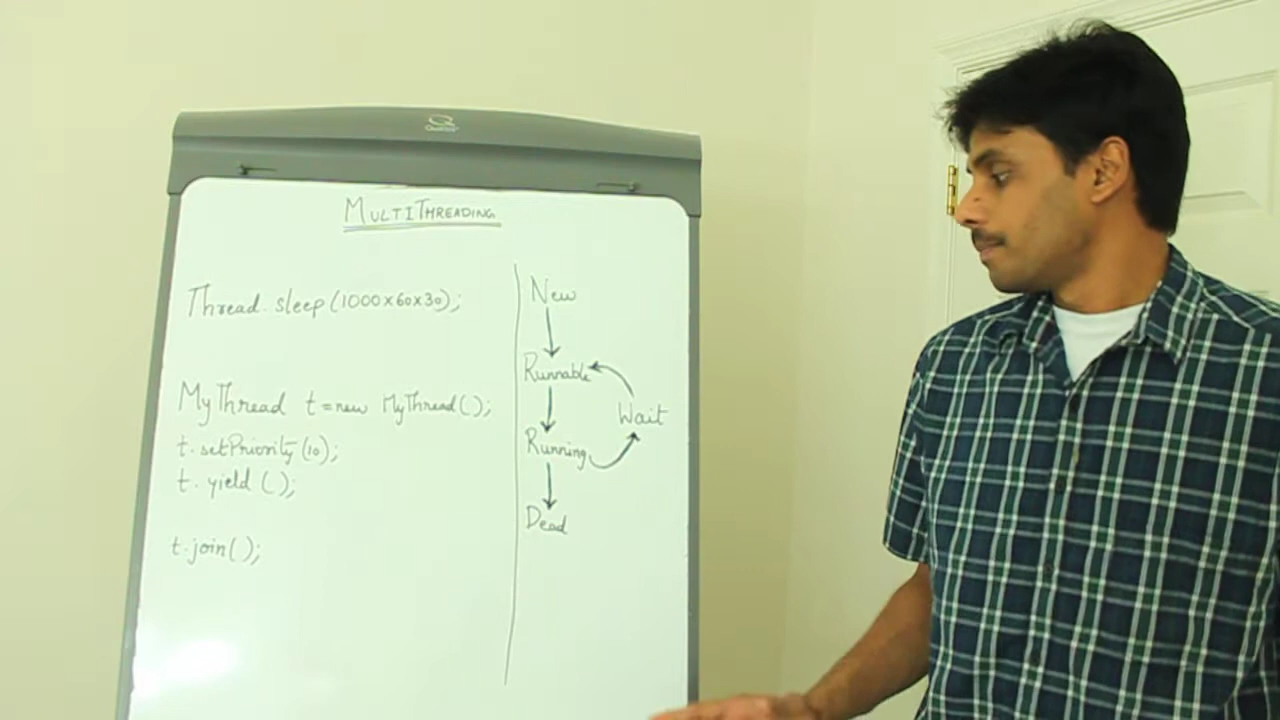 MULTITHREADING
Thread.sleep(1000x60x30);
MyThread t=new MyThread();
t.setPriority(10);
t.yield();
t.join();
New
Runnable
Wait
Running
Dead